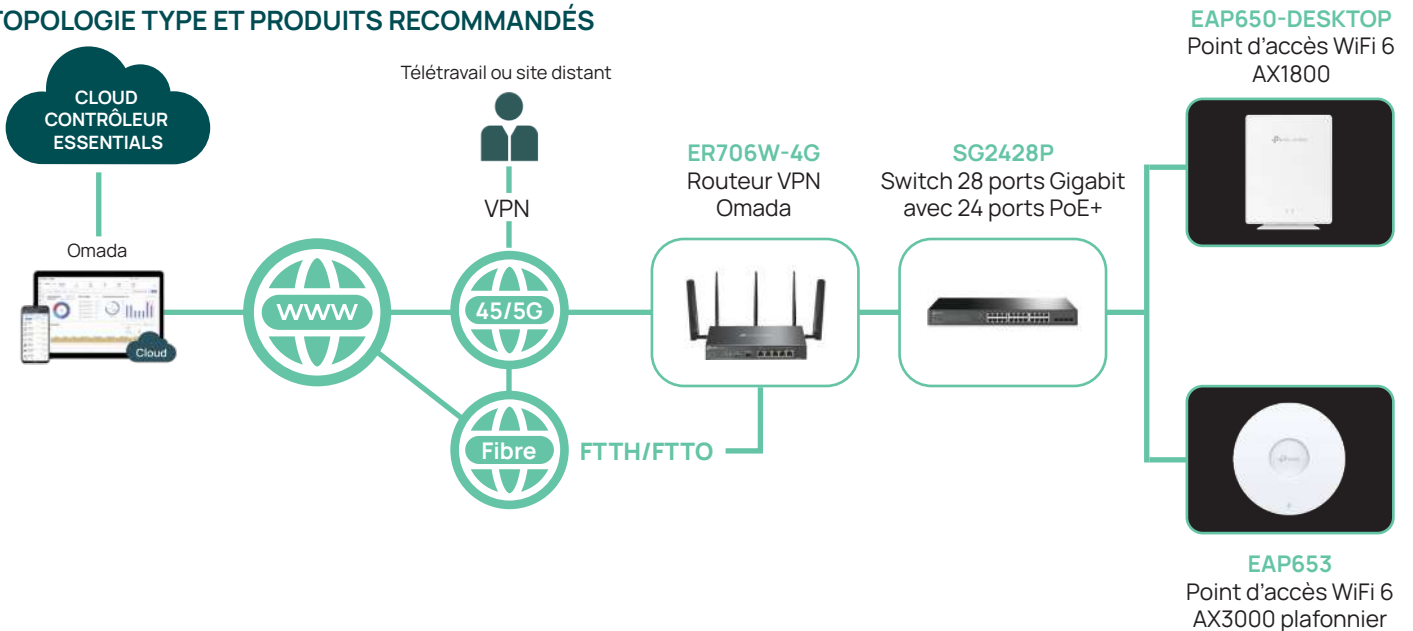 TOPOLOGIE TYPE ET PRODUITS RECOMMANDÉS
CLOUD
CONTRÔLEUR
ESSENTIALS
Omada
Cloud
Télétravail ou site distant
VPN
WWW
45/5G
Fibre
FTTH/FTTO
ER706W-4G
Routeur VPN
Omada
SG2428P
Switch 28 ports Gigabit
avec 24 ports PoE+
EAP650-DESKTOP
Point d'accès WiFi 6
AX1800
EAP653
Point d'accès WiFi 6
AX3000 plafonnier